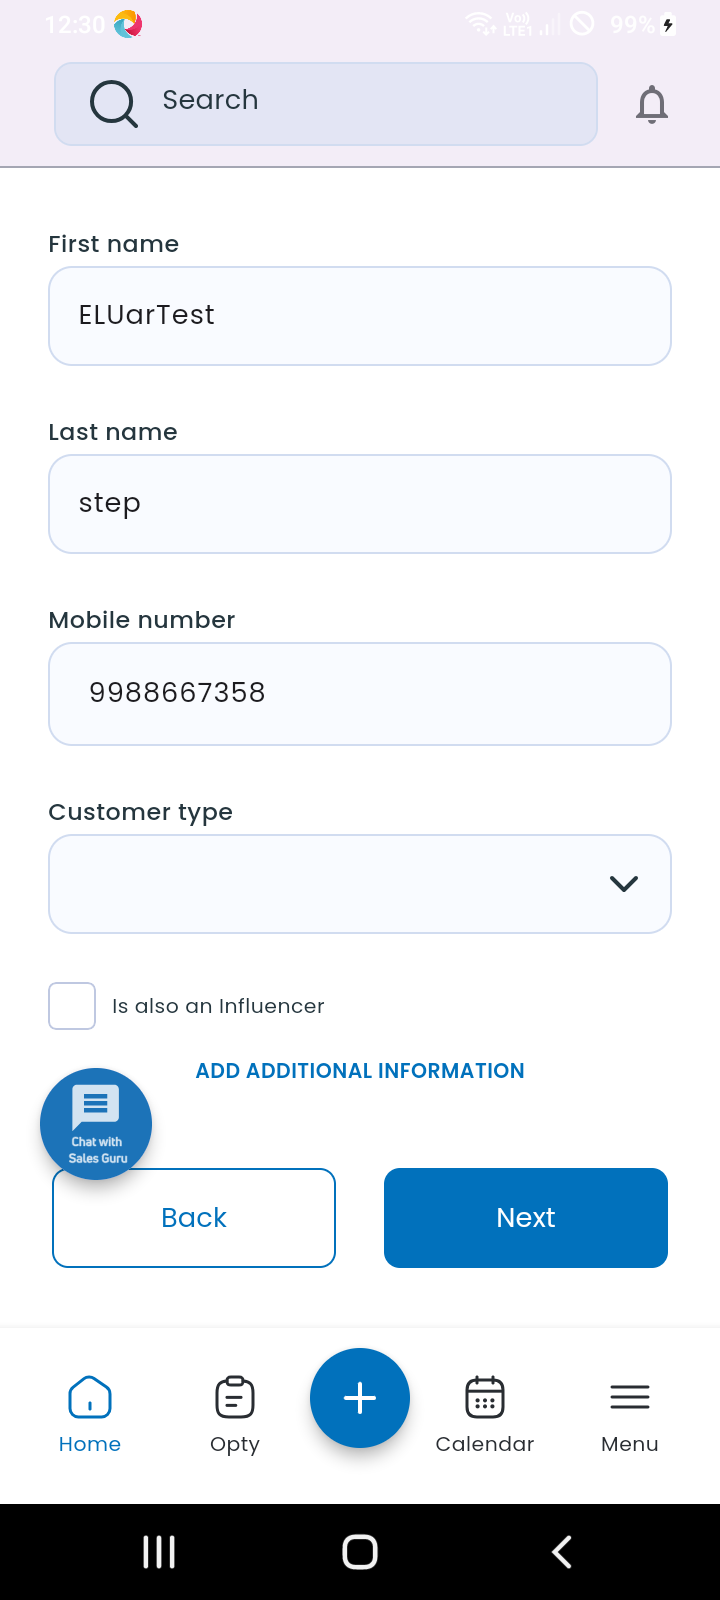 12:30
Vo))
LTE1
99%
Search
First name
ELUarTest
Last name
step
Mobile number
9988667358
Customer type
Is also an Influencer
ADD ADDITIONAL INFORMATION
Chat with
Sales Guru
Back
Next
Home
Opty
Calendar
Menu